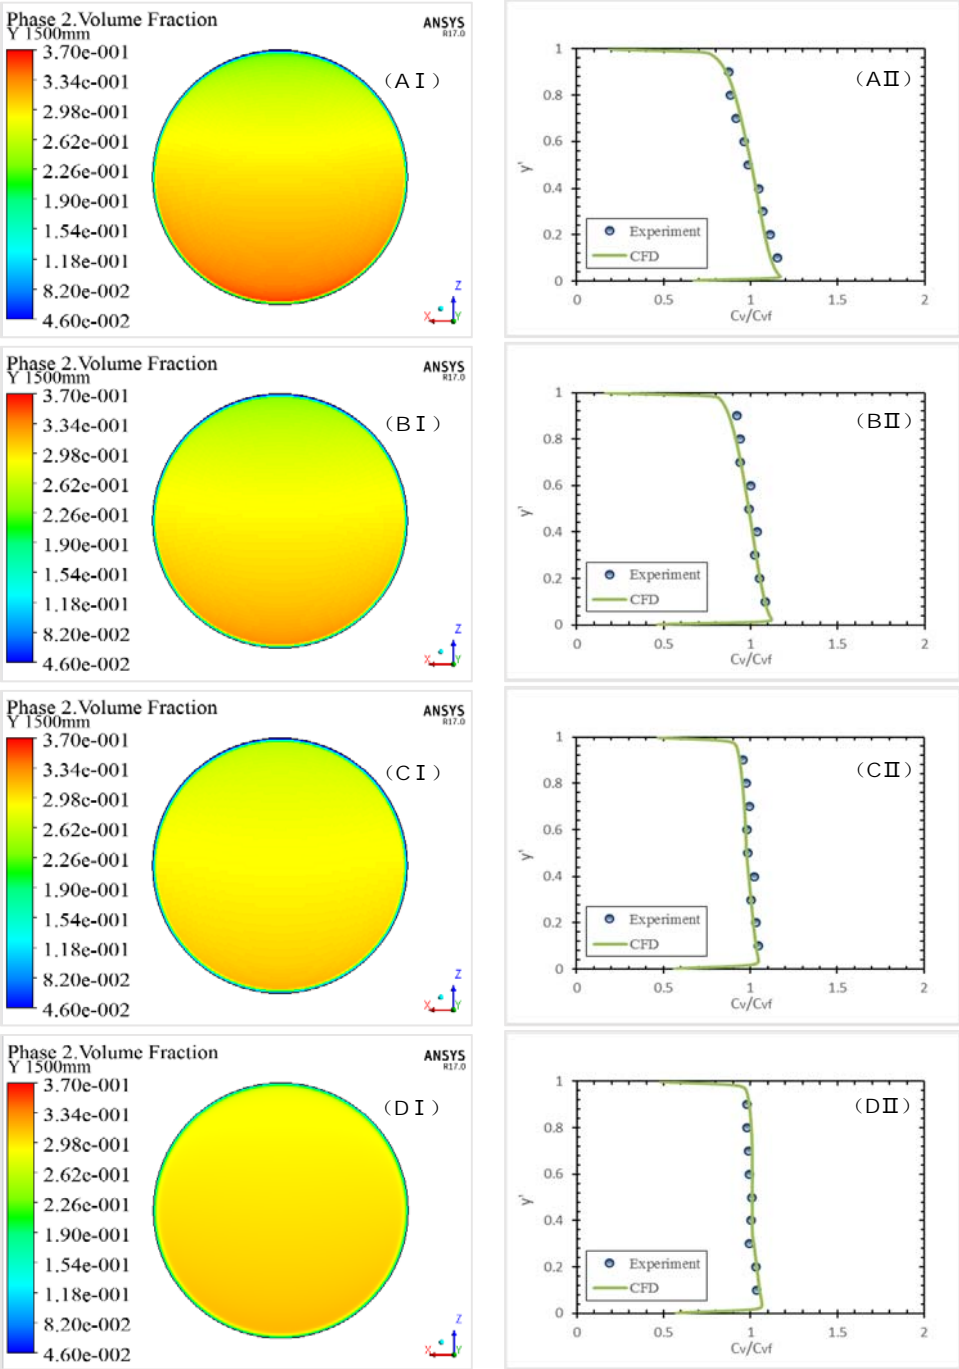 Phase 2.Volume Fraction
Y 1500mm
ANSYS
R17.0
3.70e-001
3.34e-001
2.98e-001
2.62e-001
2.26e-001
1.90e-001
1.54e-001
1.18e-001
8.20e-002
4.60e-002
（AⅠ）
Z
X
Y
（AⅡ）
1
0.8
0.6
0.4
0.2
0
y'
Experiment
CFD
0
0.5
1
1.5
2
Cv/Cvf
Phase 2.Volume Fraction
Y 1500mm
ANSYS
R17.0
3.70e-001
3.34e-001
2.98e-001
2.62e-001
2.26e-001
1.90e-001
1.54e-001
1.18e-001
8.20e-002
4.60e-002
（BⅠ）
Z
X
Y
（BⅡ）
1
0.8
0.6
0.4
0.2
0
y'
Experiment
CFD
0
0.5
1
1.5
2
Cv/Cvf
Phase 2.Volume Fraction
Y 1500mm
ANSYS
R17.0
3.70e-001
3.34e-001
2.98e-001
2.62e-001
2.26e-001
1.90e-001
1.54e-001
1.18e-001
8.20e-002
4.60e-002
（CⅠ）
Z
X
Y
（CⅡ）
1
0.8
0.6
0.4
0.2
0
y'
Experiment
CFD
0
0.5
1
1.5
2
Cv/Cvf
Phase 2.Volume Fraction
Y 1500mm
ANSYS
R17.0
3.70e-001
3.34e-001
2.98e-001
2.62e-001
2.26e-001
1.90e-001
1.54e-001
1.18e-001
8.20e-002
4.60e-002
（DⅠ）
Z
X
Y
（DⅡ）
1
0.8
0.6
0.4
0.2
0
y'
Experiment
CFD
0
0.5
1
1.5
2
Cv/Cvf